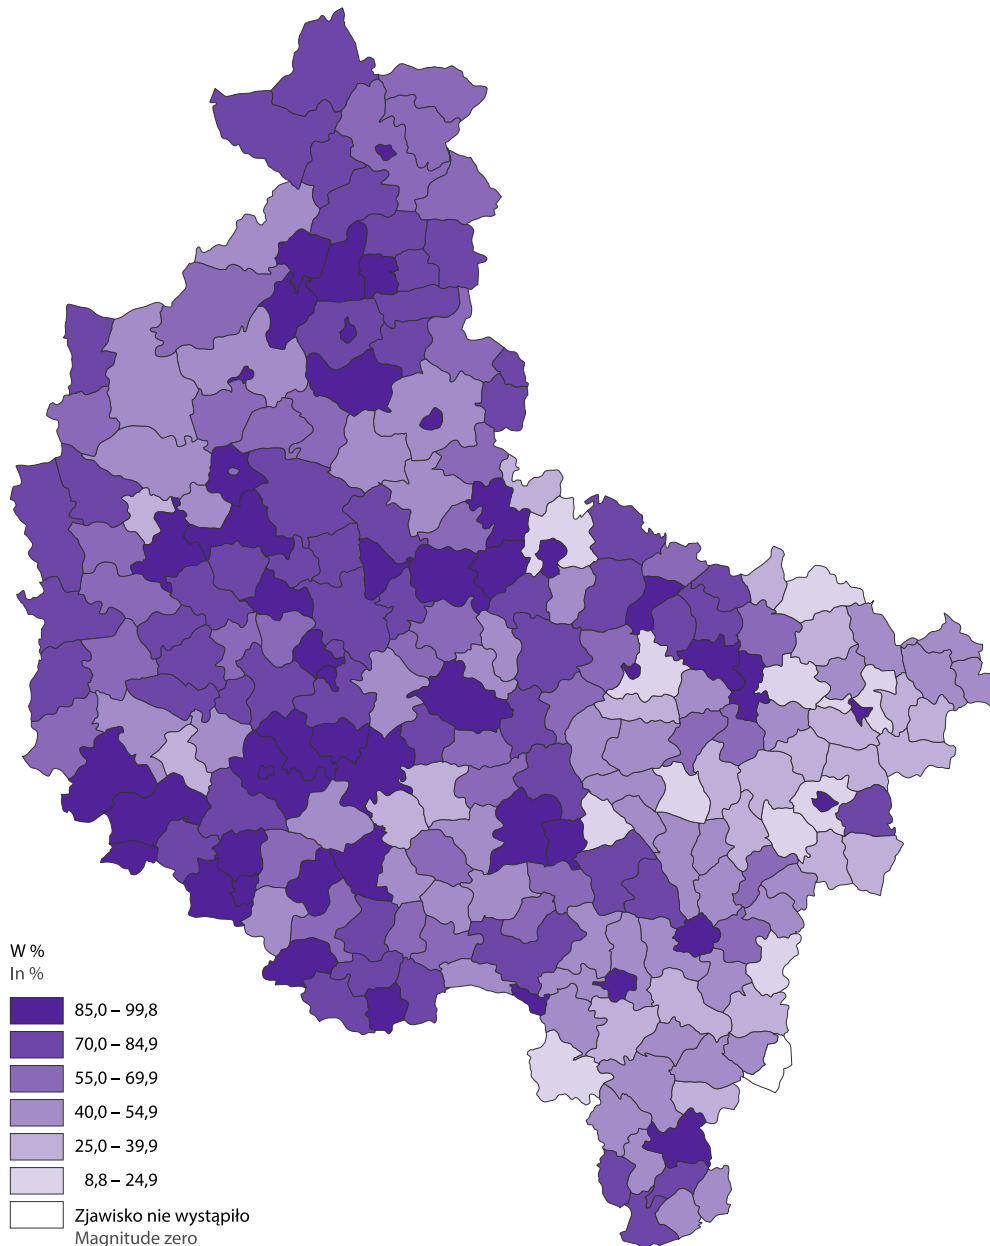 W %
In %
85,0 – 99,8
70,0 – 84,9
55,0 – 69,9
40,0 – 54,9
25,0 – 39,9
8,8 – 24,9
Zjawisko nie wystąpiło
Magnitude zero